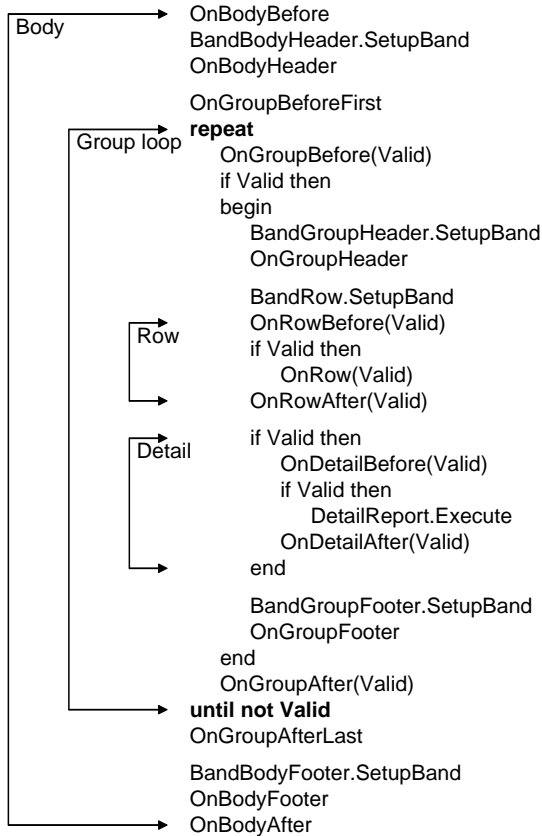 Body
OnBodyBefore
BandBodyHeader.SetupBand
OnBodyHeader
OnGroupBeforeFirst
Group loop
repeat
OnGroupBefore(Valid)
if Valid then
begin
BandGroupHeader.SetupBand
OnGroupHeader
BandRow.SetupBand
Row
OnRowBefore(Valid)
if Valid then
OnRow(Valid)
OnRowAfter(Valid)
Detail
if Valid then
OnDetailBefore(Valid)
if Valid then
DetailReport.Execute
OnDetailAfter(Valid)
end
BandGroupFooter.SetupBand
OnGroupFooter
end
OnGroupAfter(Valid)
until not Valid
OnGroupAfterLast
BandBodyFooter.SetupBand
OnBodyFooter
OnBodyAfter